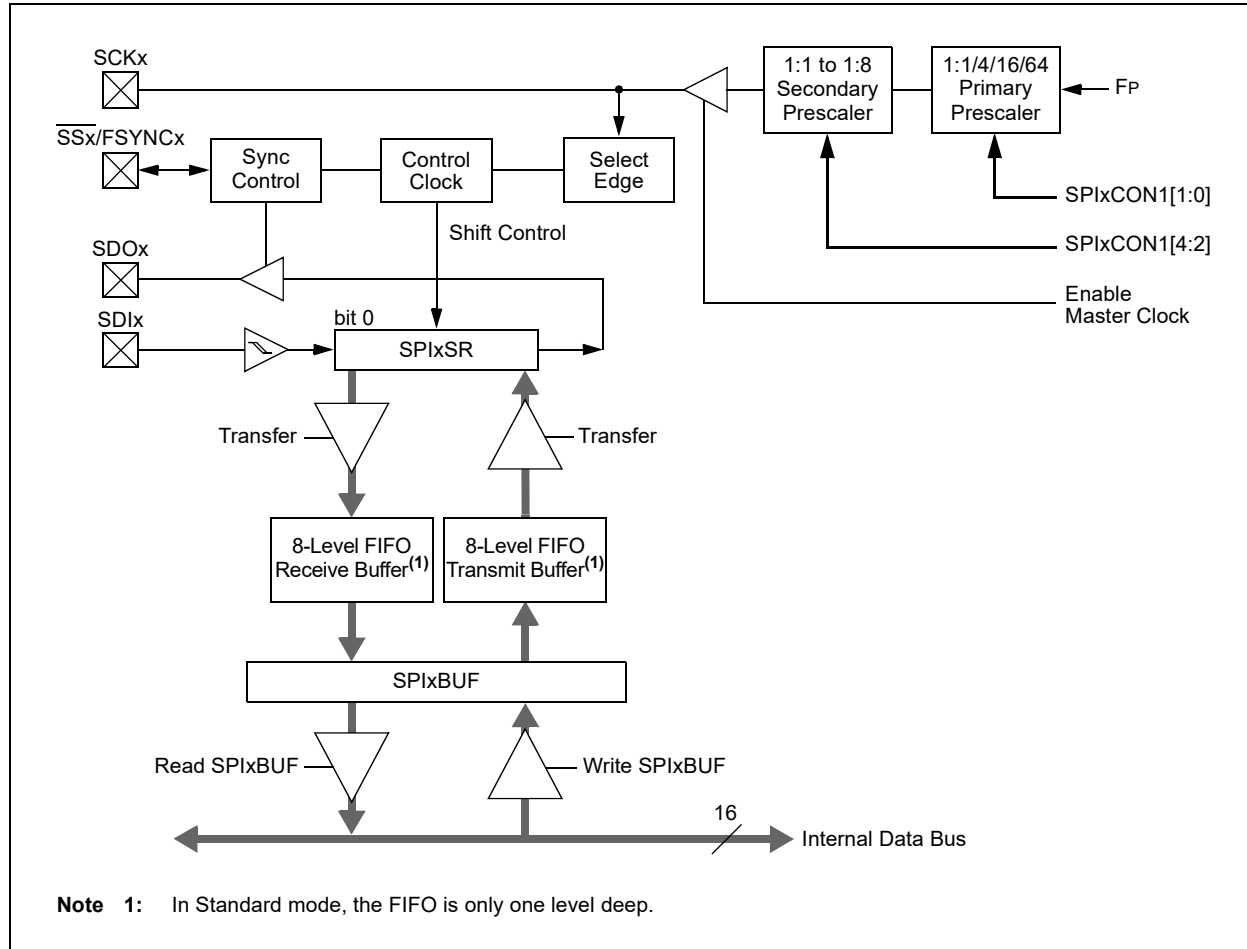 SCKx
SSx/FSYNCx
SDOx
SDIx
Sync
Control
Control
Clock
Select
Edge
1:1 to 1:8
Secondary
Prescaler
1:1/4/16/64
Primary
Prescaler
FP
SPIxCON1[1:0]
SPIxCON1[4:2]
Enable
Master Clock
Shift Control
bit 0
SPIxSR
Transfer
Transfer
8-Level FIFO
Receive Buffer(1)
8-Level FIFO
Transmit Buffer(1)
SPIxBUF
Read SPIxBUF
Write SPIxBUF
16
Internal Data Bus
Note 1: In Standard mode, the FIFO is only one level deep.